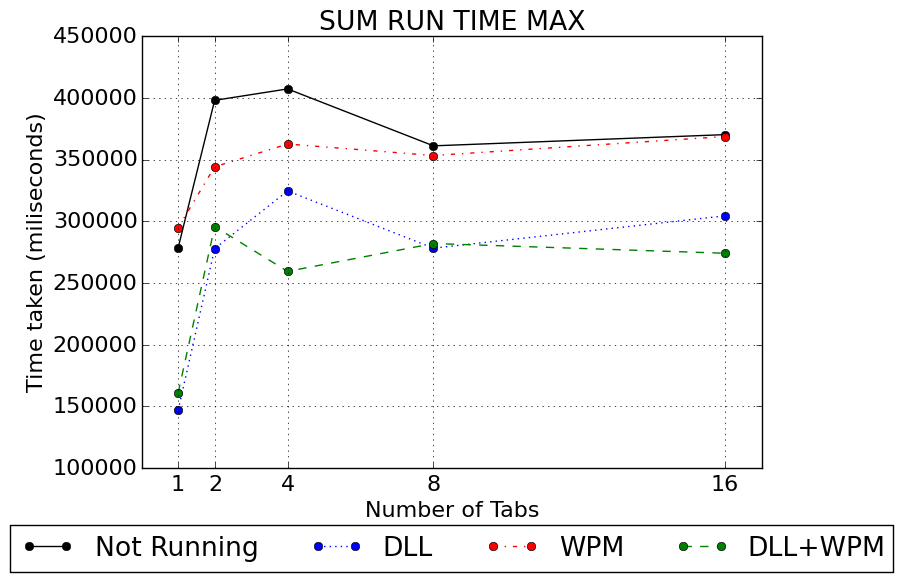 SUM RUN TIME MAX
450000
400000
350000
300000
250000
200000
150000
100000
Time taken (miliseconds)
1 2 4 8 16
Number of Tabs
Not Running DLL WPM DLL+WPM